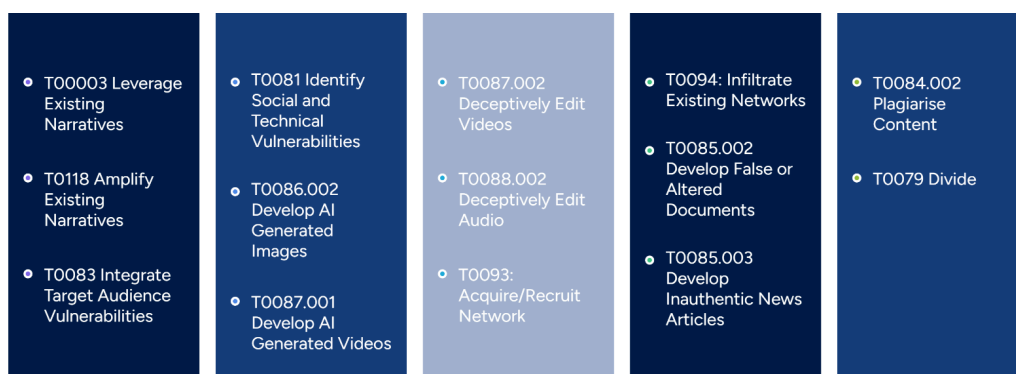 T00003 Leverage
Existing
Narratives
T0118 Amplify
Existing
Narratives
T0083 Integrate
Target Audience
Vulnerabilities
T0081 Identify
Social and
Technical
Vulnerabilities
T0086.002
Develop AI
Generated
Images
T0087.001
Develop AI
Generated Videos
T0087.002
Deceptively Edit
Videos
T0088.002
Deceptively Edit
Audio
T0093:
Acquire/Recruit
Network
T0094: Infiltrate
Existing Networks
T0085.002
Develop False or
Altered
Documents
T0085.003
Develop
Inauthentic News
Articles
T0084.002
Plagiarise
Content
T0079 Divide